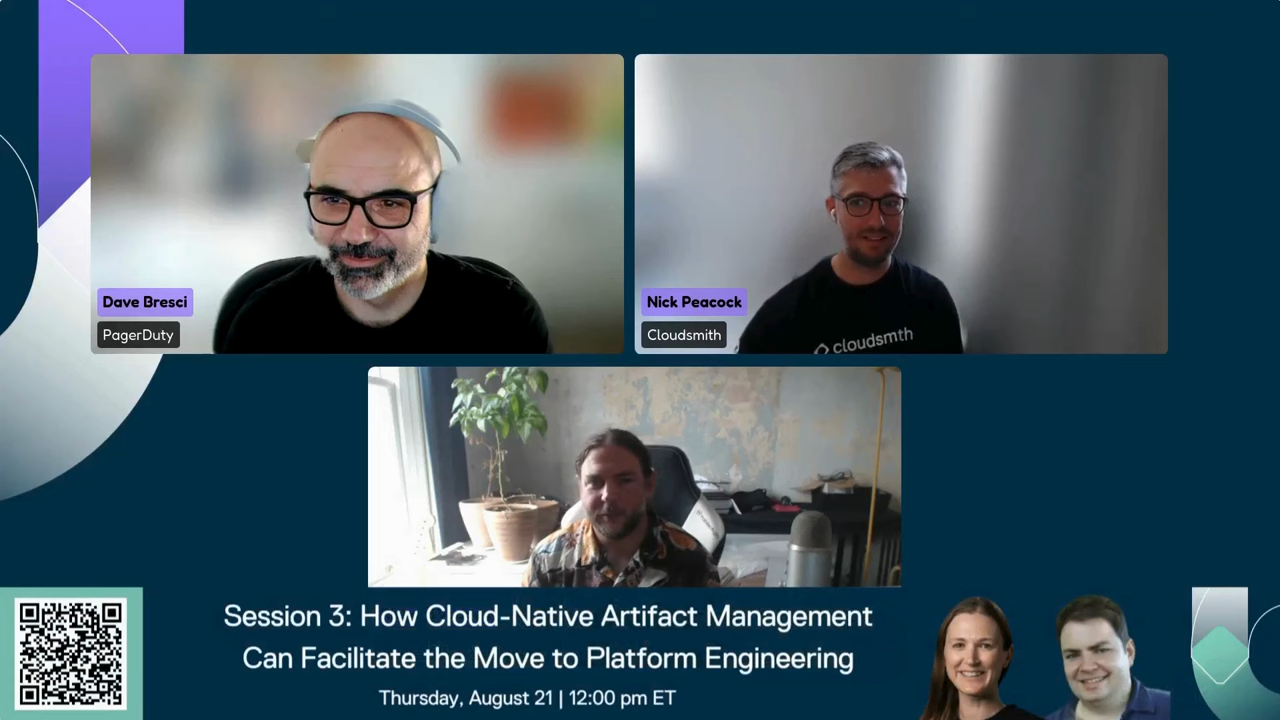 Dave Bresci
PagerDuty
Nick Peacock
Cloudsmith
cloudsmth
Session 3: How Cloud-Native Artifact Management
Can Facilitate the Move to Platform Engineering
Thursday, August 21 | 12:00 pm ET